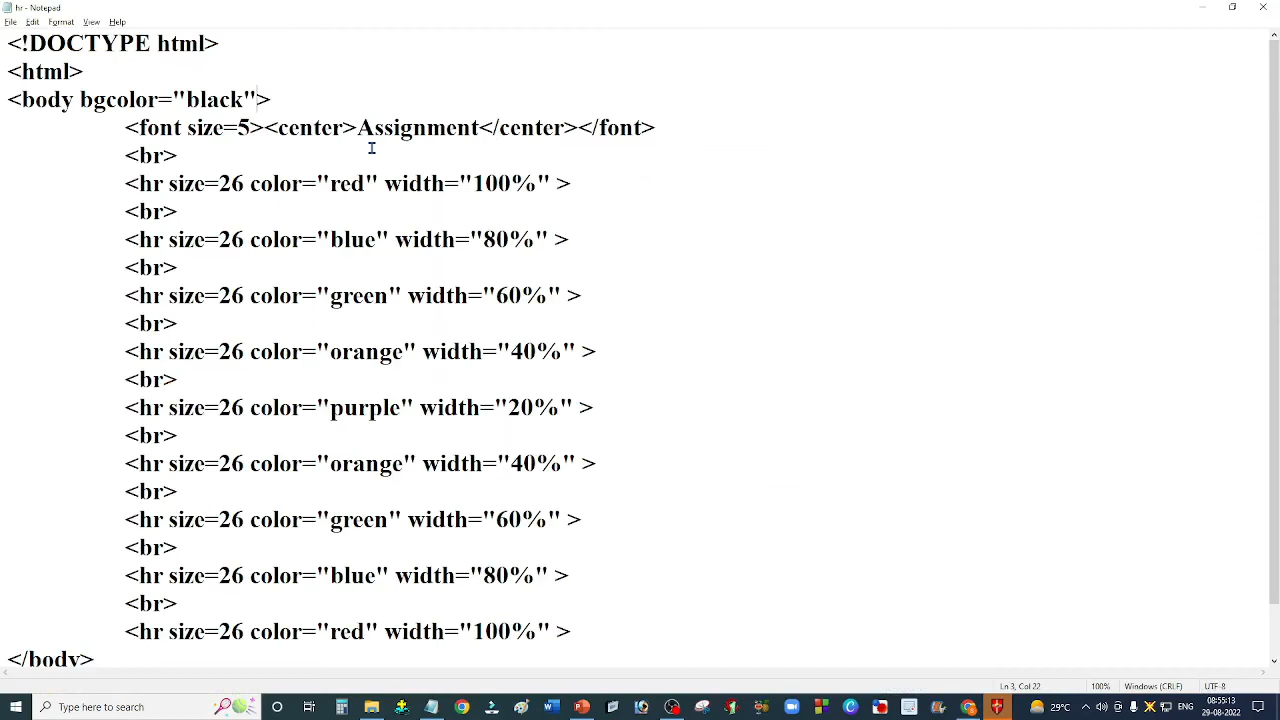 hr - Notepad
File Edit Format View Help
<!DOCTYPE html>
<html>
<body bgcolor="black">
<font size=5><center>Assignment</center></font>
<br>
<hr size=26 color="red" width="100%" >
<br>
<hr size=26 color="blue" width="80%" >
<br>
<hr size=26 color="green" width="60%" >
<br>
<hr size=26 color="orange" width="40%" >
<br>
<hr size=26 color="purple" width="20%" >
<br>
<hr size=26 color="orange" width="40%" >
<br>
<hr size=26 color="green" width="60%" >
<br>
<hr size=26 color="blue" width="80%" >
<br>
<hr size=26 color="red" width="100%" >
</body>
Ln 3, Col 22 100% Windows (CRLF) UTF-8
Type here to search 29°C ENG 08:55:13
29-08-2022